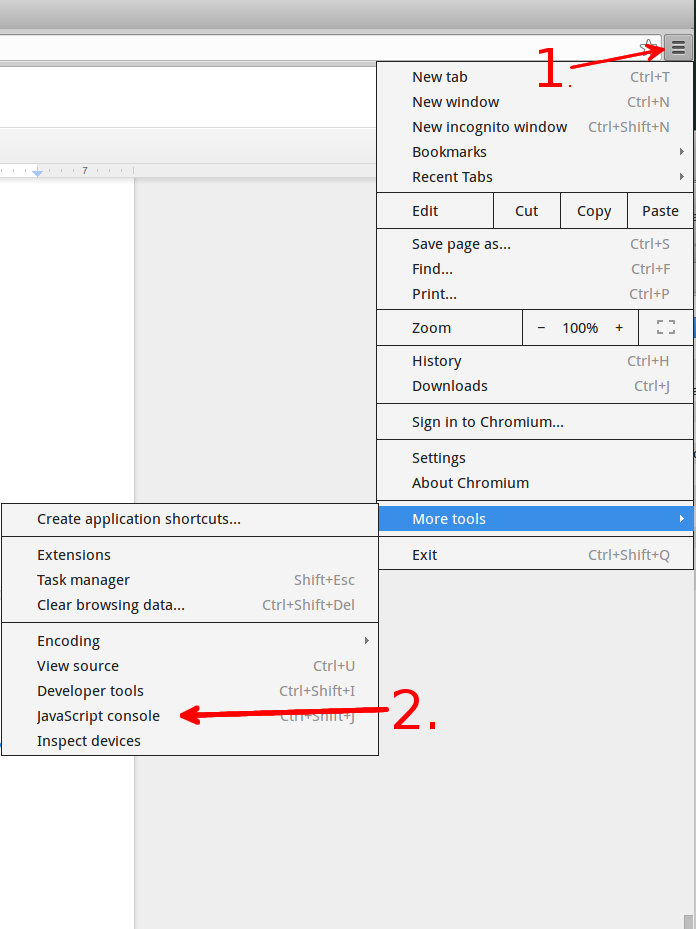 1.
New tab Ctrl+T
New window Ctrl+N
New incognito window Ctrl+Shift+N
Bookmarks
Recent Tabs
7
Edit Cut Copy Paste
Save page as... Ctrl+S
Find... Ctrl+F
Print... Ctrl+P
Zoom − 100% +
History Ctrl+H
Downloads Ctrl+J
Sign in to Chromium...
Settings
About Chromium
More tools
Exit Ctrl+Shift+Q
Create application shortcuts...
Extensions
Task manager Shift+Esc
Clear browsing data... Ctrl+Shift+Del
Encoding
View source Ctrl+U
Developer tools Ctrl+Shift+I
JavaScript console Ctrl+Shift+J
2.
Inspect devices